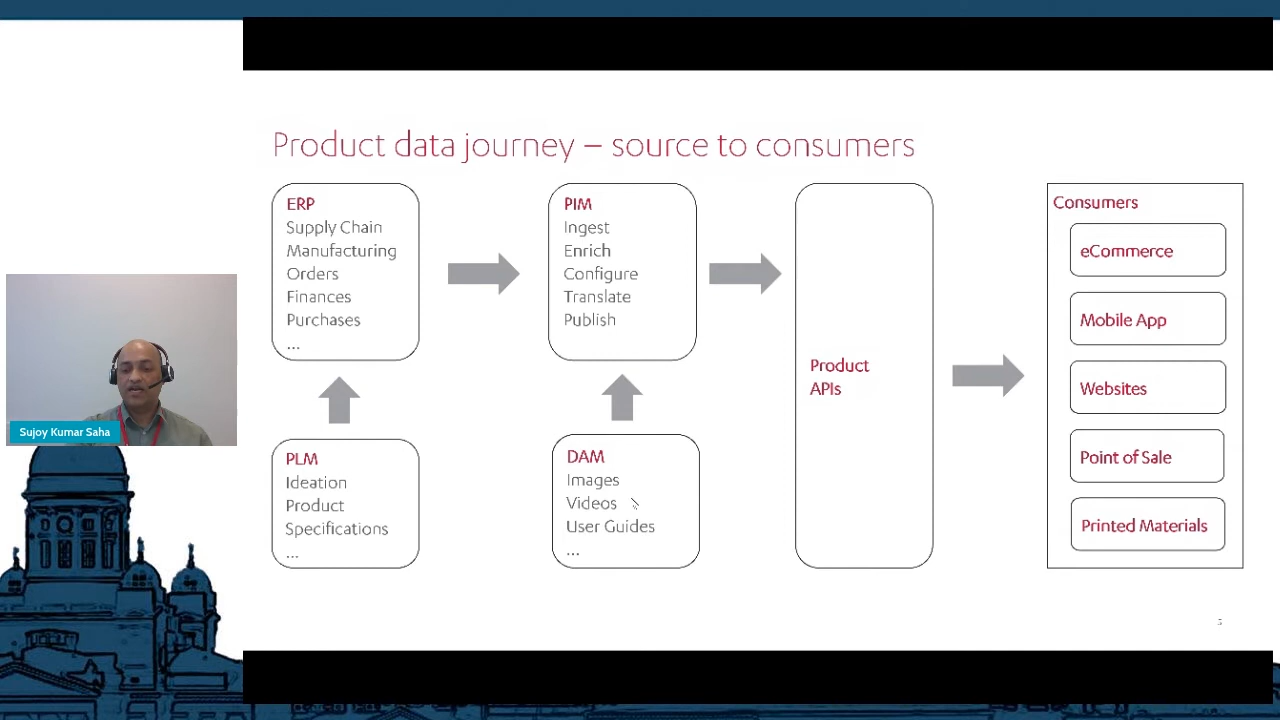 Product data journey – source to consumers
ERP
Supply Chain
Manufacturing
Orders
Finances
Purchases
...
PIM
Ingest
Enrich
Configure
Translate
Publish
Product
APIs
Consumers
eCommerce
Mobile App
Websites
Point of Sale
Printed Materials
PLM
Ideation
Product
Specifications
...
DAM
Images
Videos
User Guides
...
Sujoy Kumar Saha
5